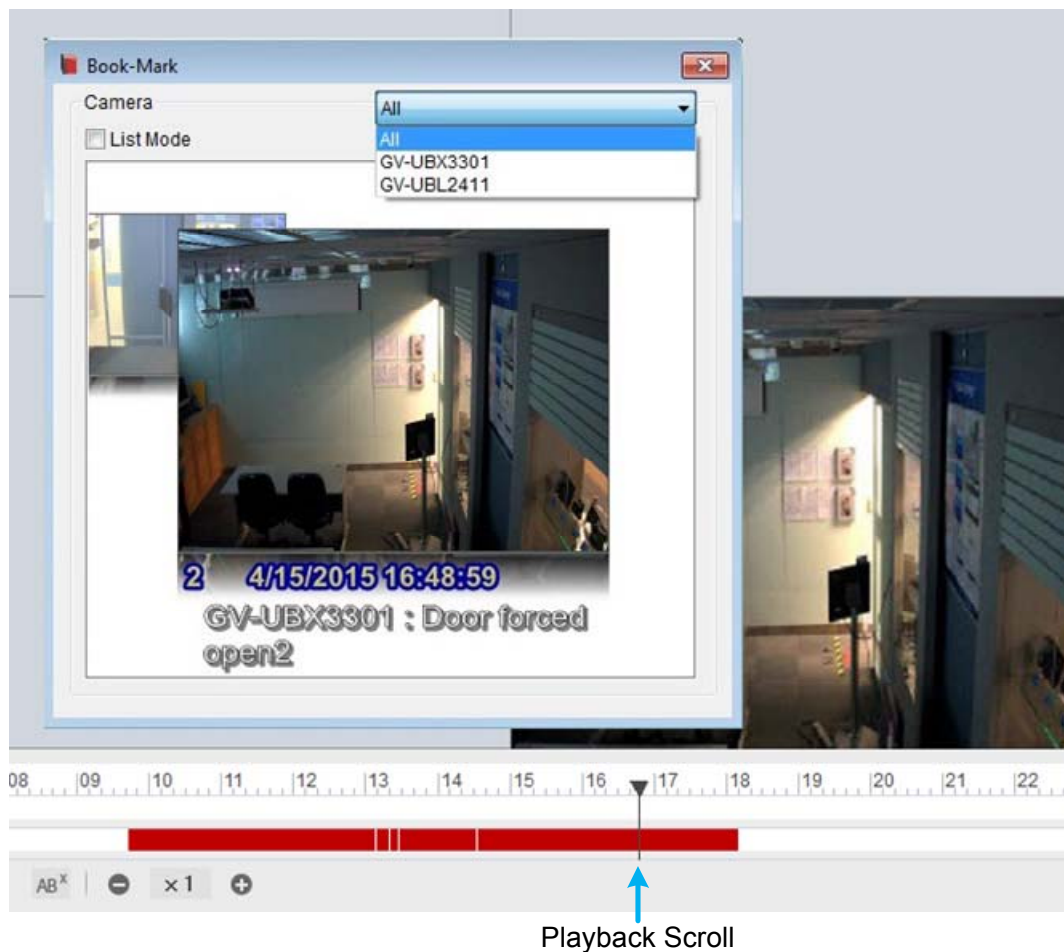 Book-Mark
Camera
All
List Mode
All
GV-UBX3301
GV-UBL2411
2 4/15/2015 16:48:59
GV-UBX3301 : Door forced
open2
08 09 10 11 12 13 14 15 16 17 18 19 20 21 22
ABX ×1
Playback Scroll